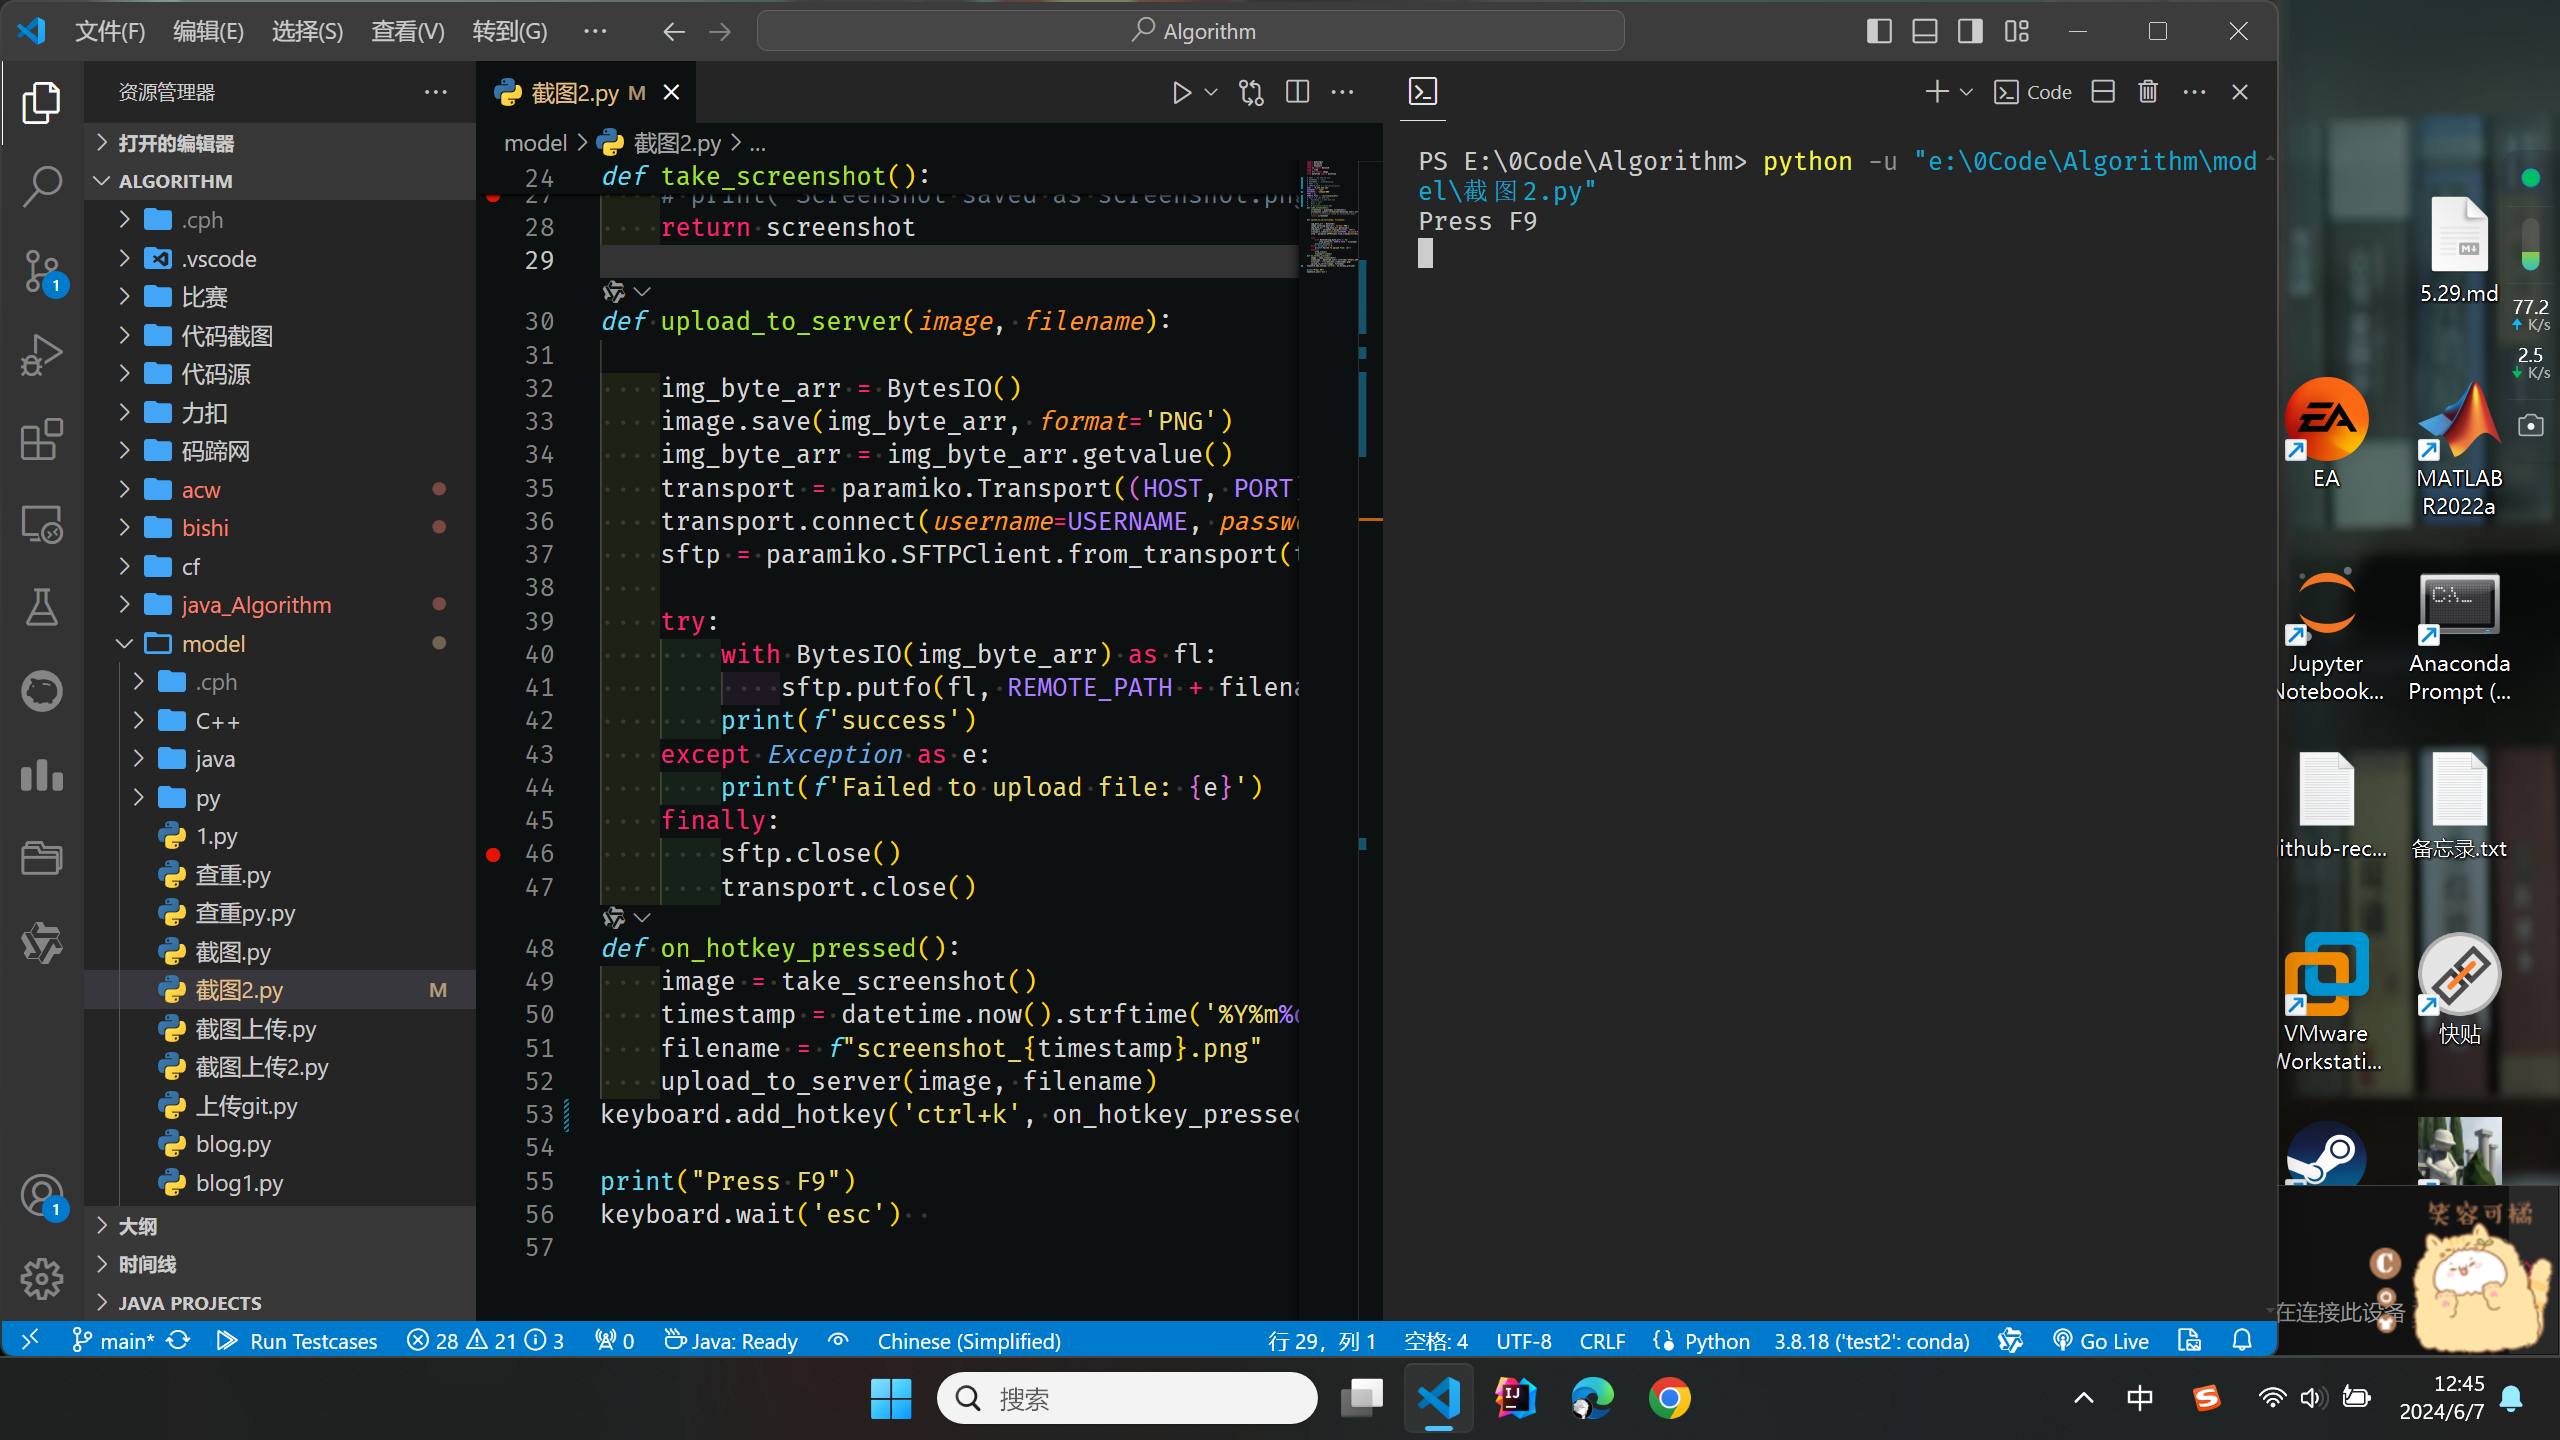 文件(F) 编辑(E) 选择(S) 查看(V) 转到(G) ··· Algorithm
资源管理器
打开的编辑器
ALGORITHM
.cph
.vscode
比赛
代码截图
代码源
力扣
码蹄网
acw
bishi
cf
java_Algorithm
model
.cph
C++
java
py
1.py
查重.py
查重py.py
截图.py
截图2.py M
截图上传.py
截图上传2.py
上传git.py
blog.py
blog1.py
大纲
时间线
JAVA PROJECTS
1
1
截图2.py M
model > 截图2.py > ...
24 def take_screenshot():
27 # print("Screenshot saved as screenshot.png
28 return screenshot
29
30 def upload_to_server(image, filename):
31
32 img_byte_arr = BytesIO()
33 image.save(img_byte_arr, format='PNG')
34 img_byte_arr = img_byte_arr.getvalue()
35 transport = paramiko.Transport((HOST, PORT)
36 transport.connect(username=USERNAME, passw
37 sftp = paramiko.SFTPClient.from_transport(
38
39 try:
40 with BytesIO(img_byte_arr) as fl:
41 sftp.putfo(fl, REMOTE_PATH + filen
42 print(f'success')
43 except Exception as e:
44 print(f'Failed to upload file: {e}')
45 finally:
46 sftp.close()
47 transport.close()
48 def on_hotkey_pressed():
49 image = take_screenshot()
50 timestamp = datetime.now().strftime('%Y%m%
51 filename = f"screenshot_{timestamp}.png"
52 upload_to_server(image, filename)
53 keyboard.add_hotkey('ctrl+k', on_hotkey_presse
54
55 print("Press F9")
56 keyboard.wait('esc')
57
Code
PS E:\0Code\Algorithm> python -u "e:\0Code\Algorithm\mod
el\截图2.py"
Press F9
5.29.md
77.2
K/s
2.5
K/s
EA
MATLAB
R2022a
C:\_
Jupyter
Notebook...
Anaconda
Prompt (...
ithub-rec...
备忘录.txt
VMware
Workstati...
快贴
笑容可橘
C
在连接此设备
main* Run Testcases 28 21 3 0 Java: Ready Chinese (Simplified) 行 29，列 1 空格: 4 UTF-8 CRLF Python 3.8.18 ('test2': conda) Go Live
搜索
IJ
中
S
12:45
2024/6/7